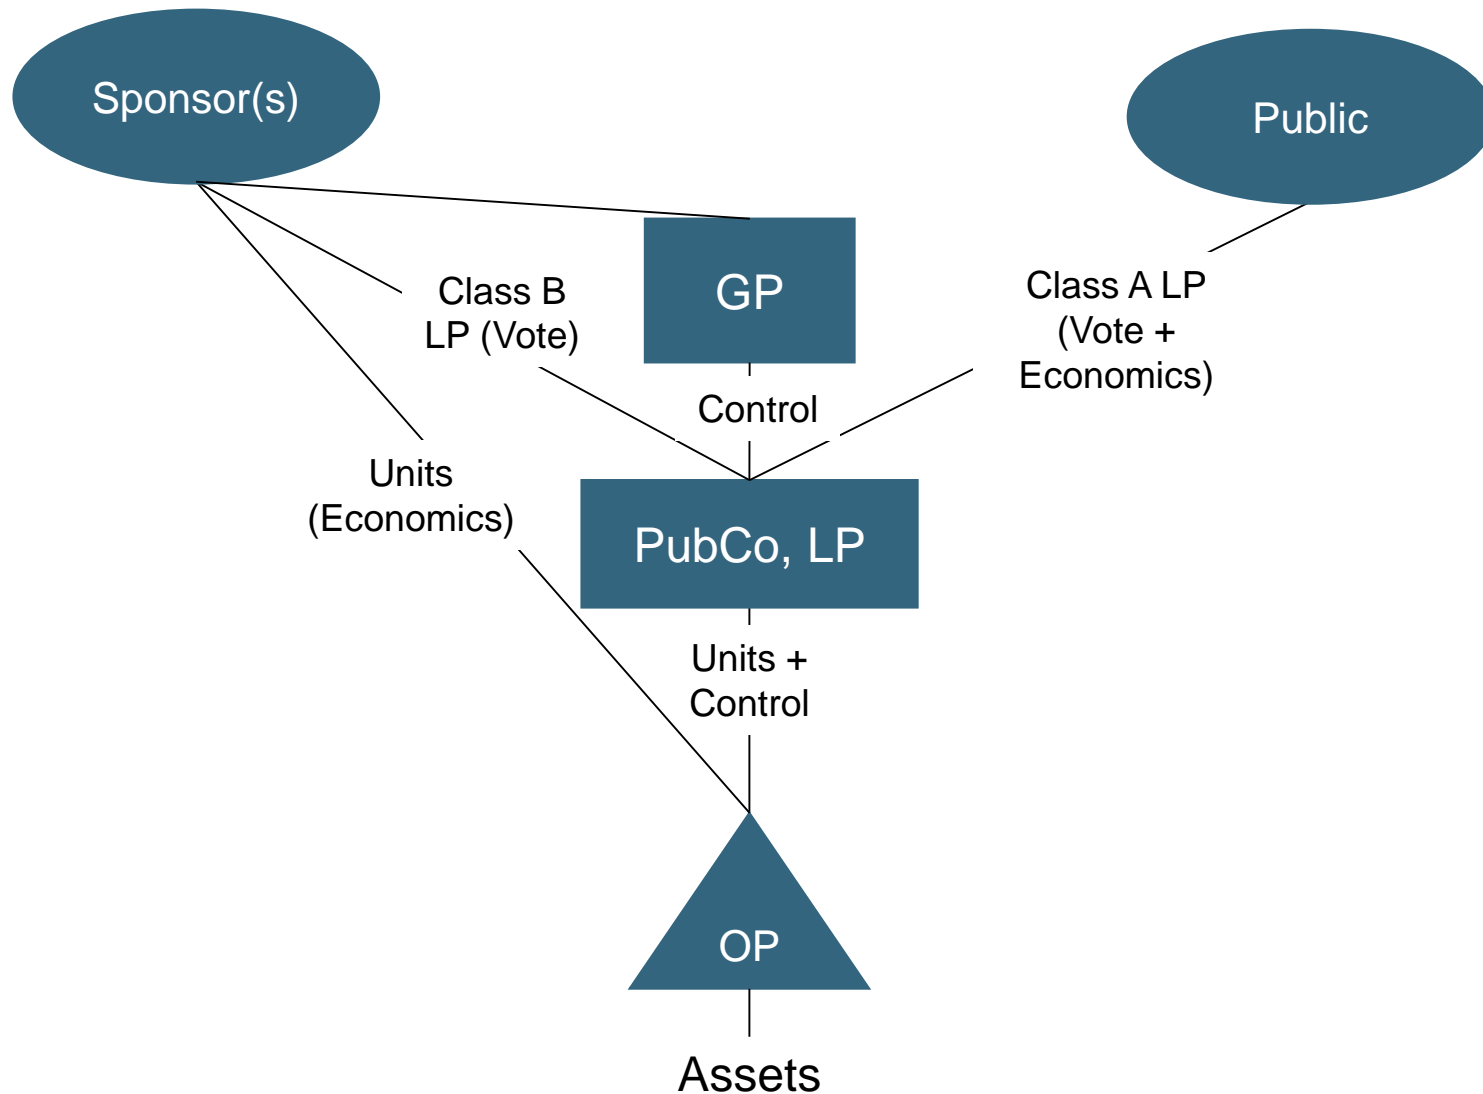 Sponsor(s)
Public
GP
Class B
LP (Vote)
Class A LP
(Vote +
Economics)
Control
Units
(Economics)
PubCo, LP
Units +
Control
OP
Assets